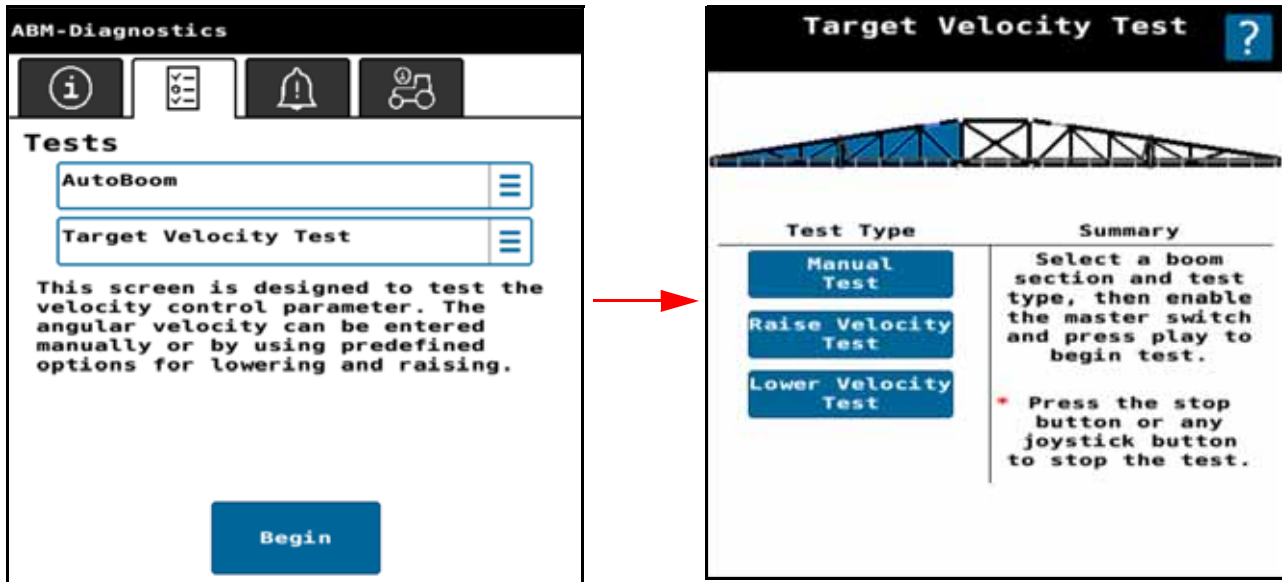 ABM-Diagnostics
Tests
AutoBoom
Target Velocity Test
This screen is designed to test the
velocity control parameter. The
angular velocity can be entered
manually or by using predefined
options for lowering and raising.
Begin
Target Velocity Test
?
Test Type
Manual
Test
Raise Velocity
Test
Lower Velocity
Test
Summary
Select a boom
section and test
type, then enable
the master switch
and press play to
begin test.
* Press the stop
button or any
joystick button
to stop the test.